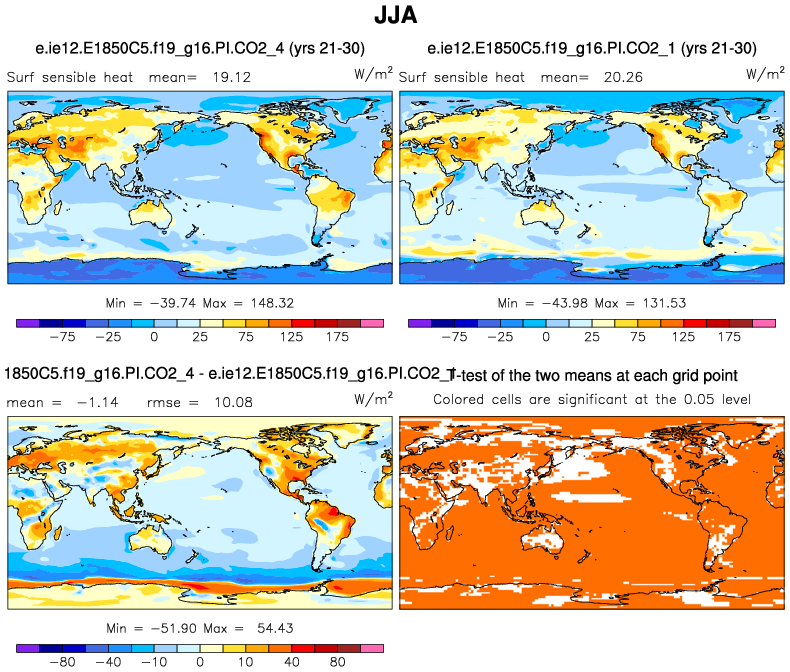 JJA
e.ie12.E1850C5.f19_g16.PI.CO2_4 (yrs 21-30)
Surf sensible heat mean= 19.12 W/m²
Min = −39.74 Max = 148.32
−75 −25 0 25 75 125 175
e.ie12.E1850C5.f19_g16.PI.CO2_1 (yrs 21-30)
Surf sensible heat mean= 20.26 W/m²
Min = −43.98 Max = 131.53
−75 −25 0 25 75 125 175
1850C5.f19_g16.PI.CO2_4 - e.ie12.E1850C5.f19_g16.PI.CO2_
mean = −1.14 rmse = 10.08 W/m²
Min = −51.90 Max = 54.43
−80 −40 −10 0 10 40 80
T-test of the two means at each grid point
Colored cells are significant at the 0.05 level